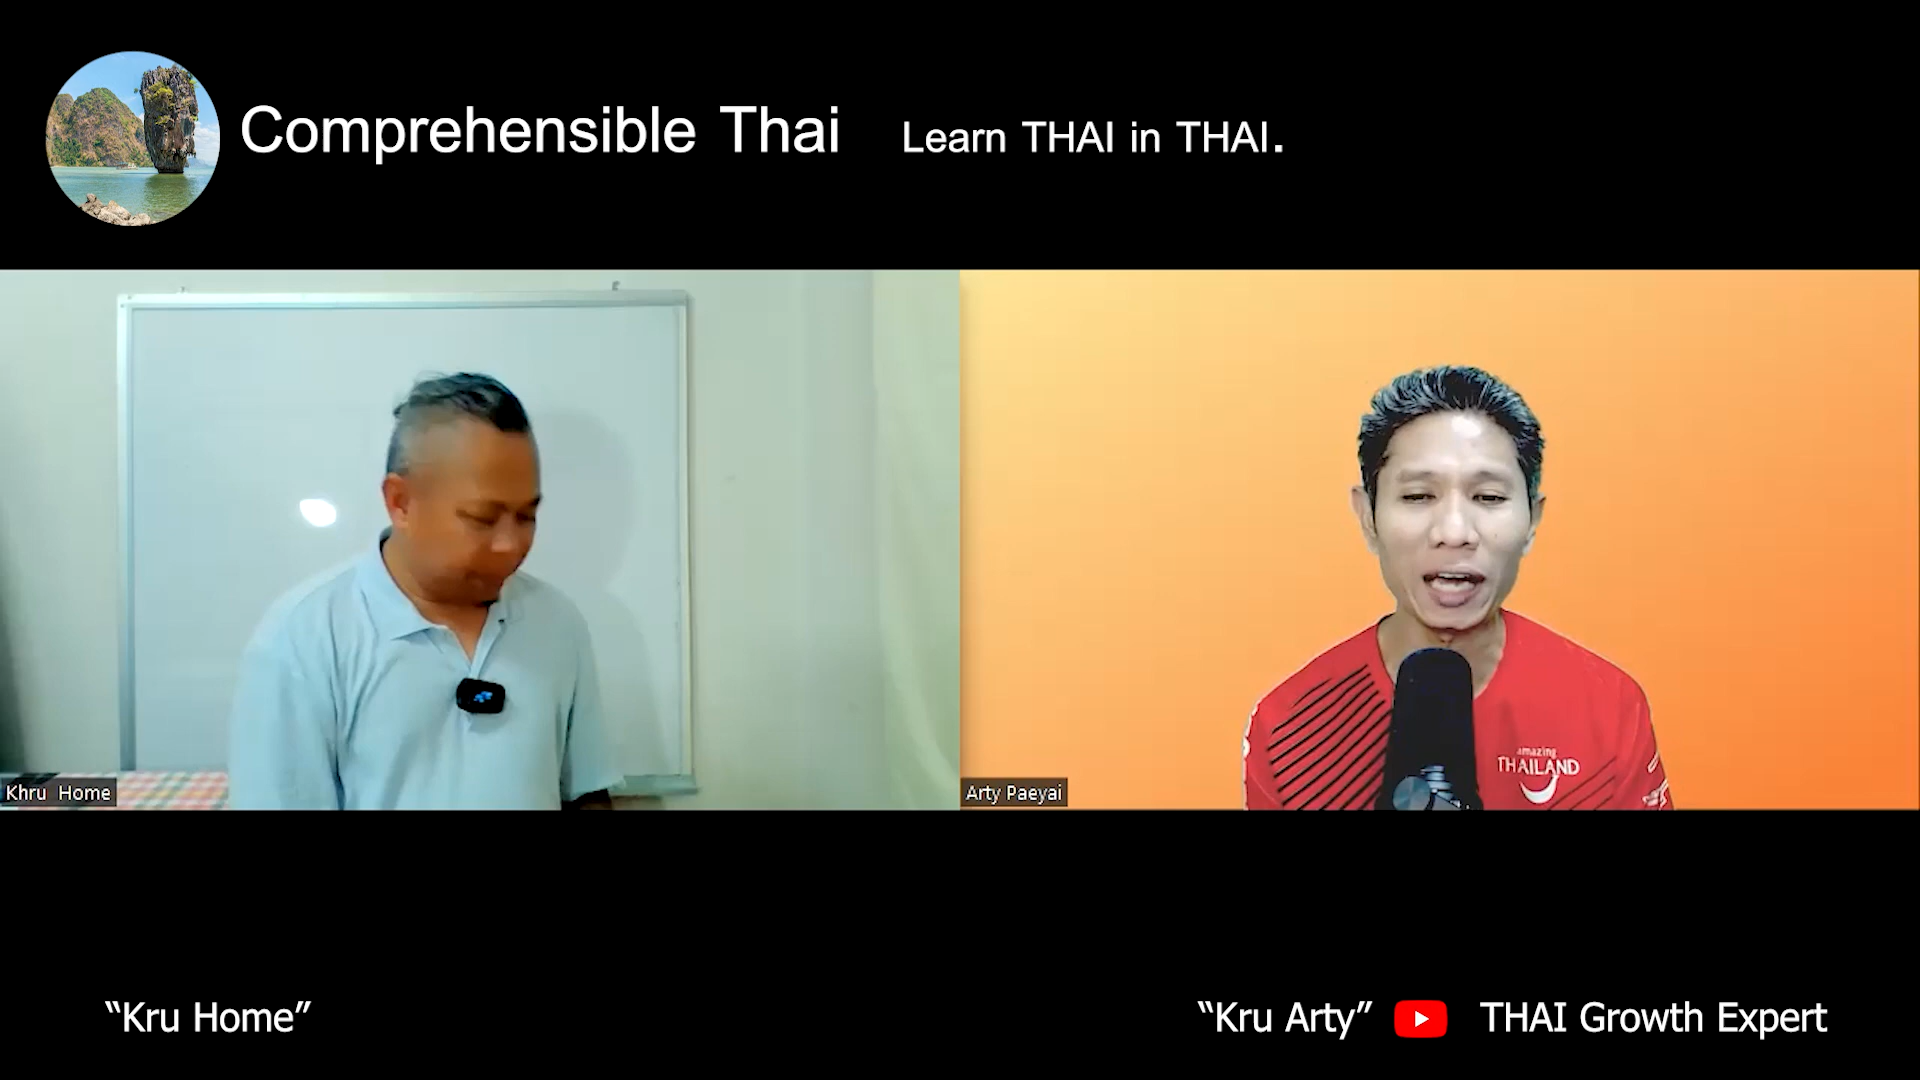 Comprehensible Thai
Learn THAI in THAI.
amazing
THAILAND
Khru Home
Arty Paeyai
“Kru Home”
“Kru Arty”
THAI Growth Expert